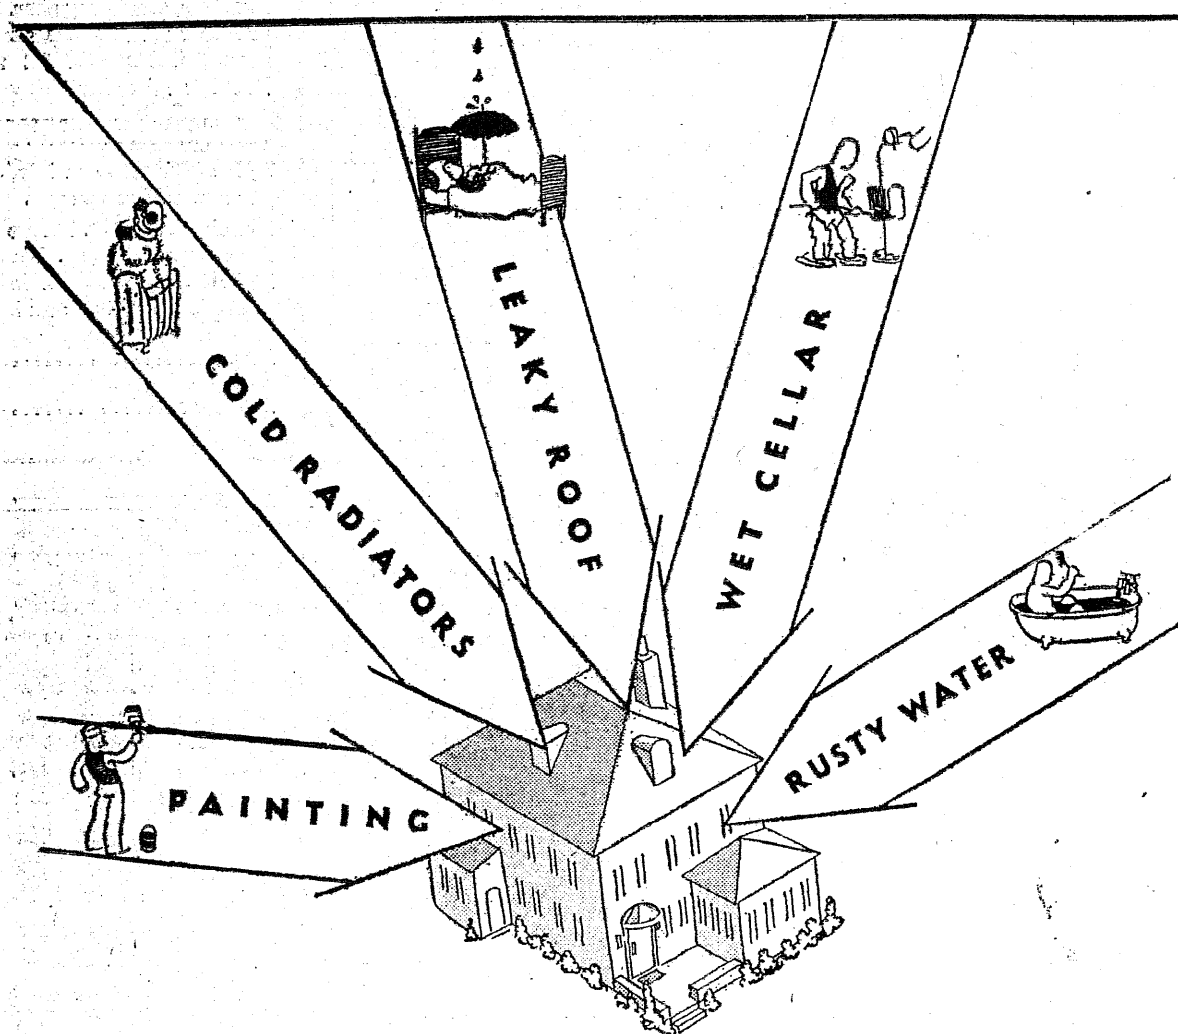 COLD RADIATORS
LEAKY ROOF
WET CELLAR
RUSTY WATER
PAINTING